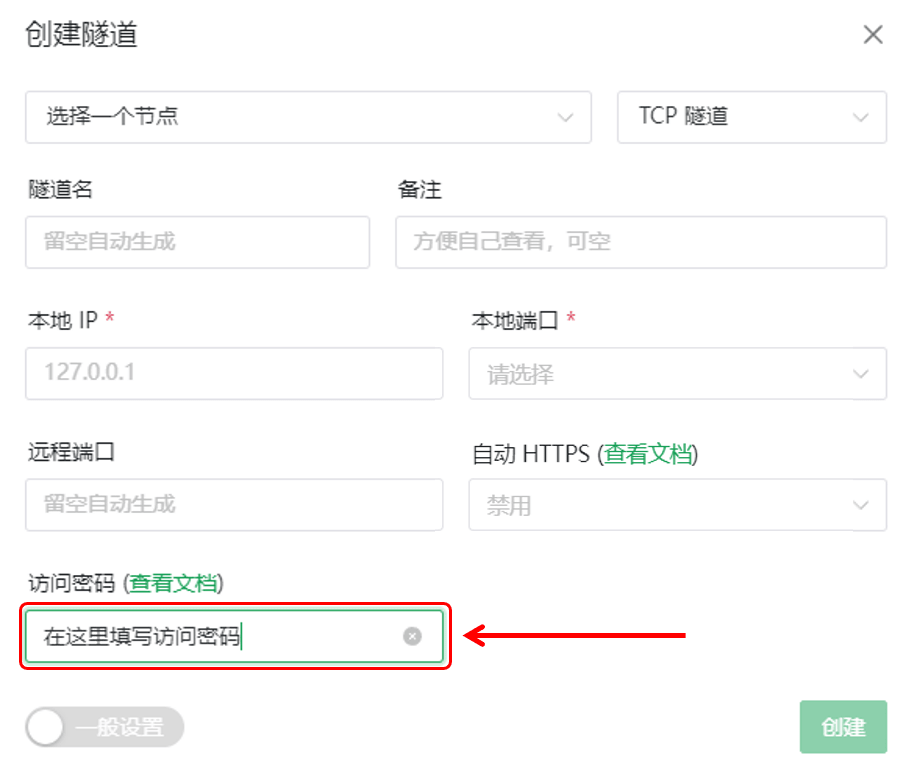 创建隧道
选择一个节点
TCP 隧道
隧道名
备注
留空自动生成
方便自己查看，可空
本地 IP *
本地端口 *
127.0.0.1
请选择
远程端口
自动 HTTPS (查看文档)
留空自动生成
禁用
访问密码 (查看文档)
在这里填写访问密码
一般设置
创建